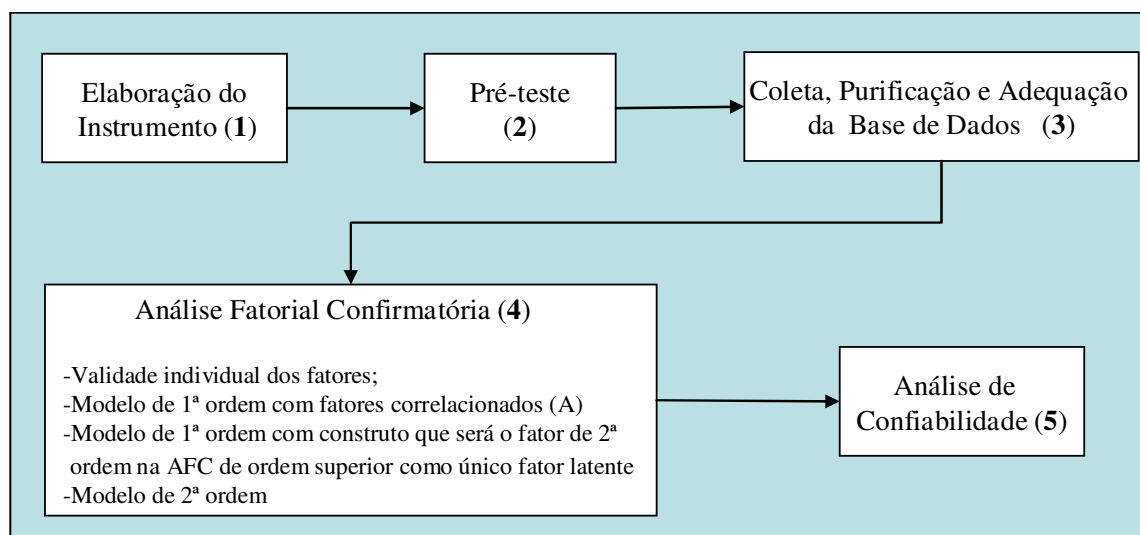 Elaboração do
Instrumento (1)
Pré-teste
(2)
Coleta, Purificação e Adequação
da Base de Dados (3)
Análise Fatorial Confirmatória (4)
-Validade individual dos fatores;
-Modelo de 1ª ordem com fatores correlacionados (A)
-Modelo de 1ª ordem com construto que será o fator de 2ª
ordem na AFC de ordem superior como único fator latente
-Modelo de 2ª ordem
Análise de
Confiabilidade (5)